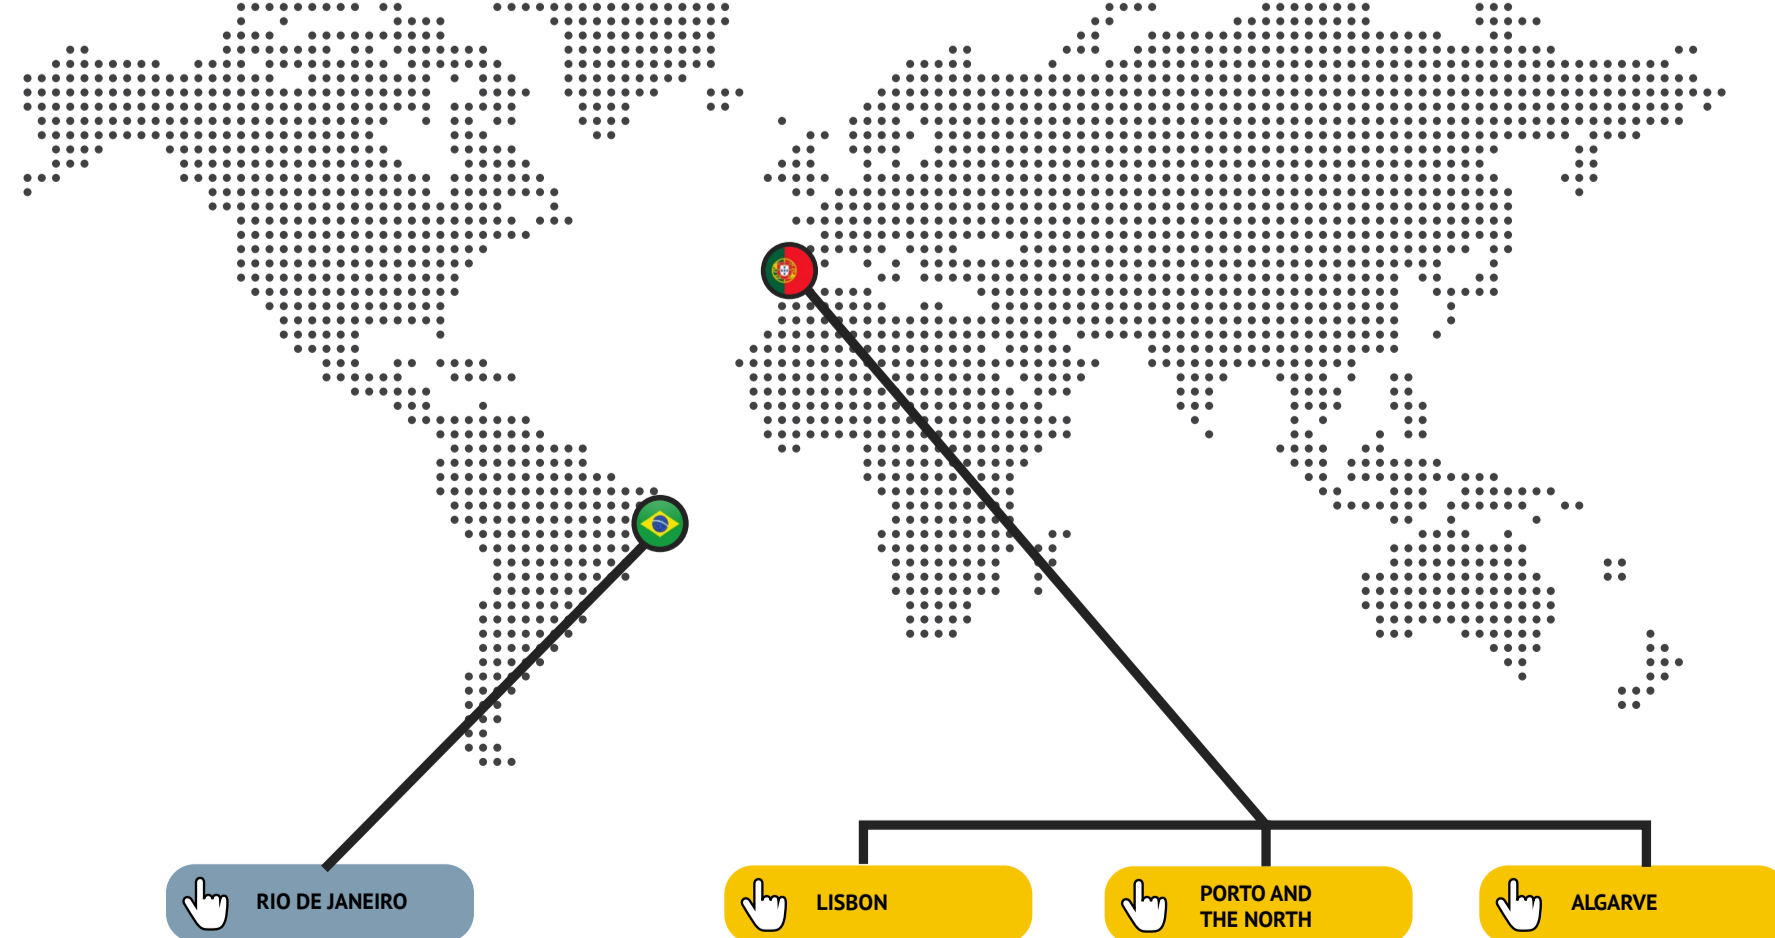 RIO DE JANEIRO
LISBON
PORTO AND
THE NORTH
ALGARVE